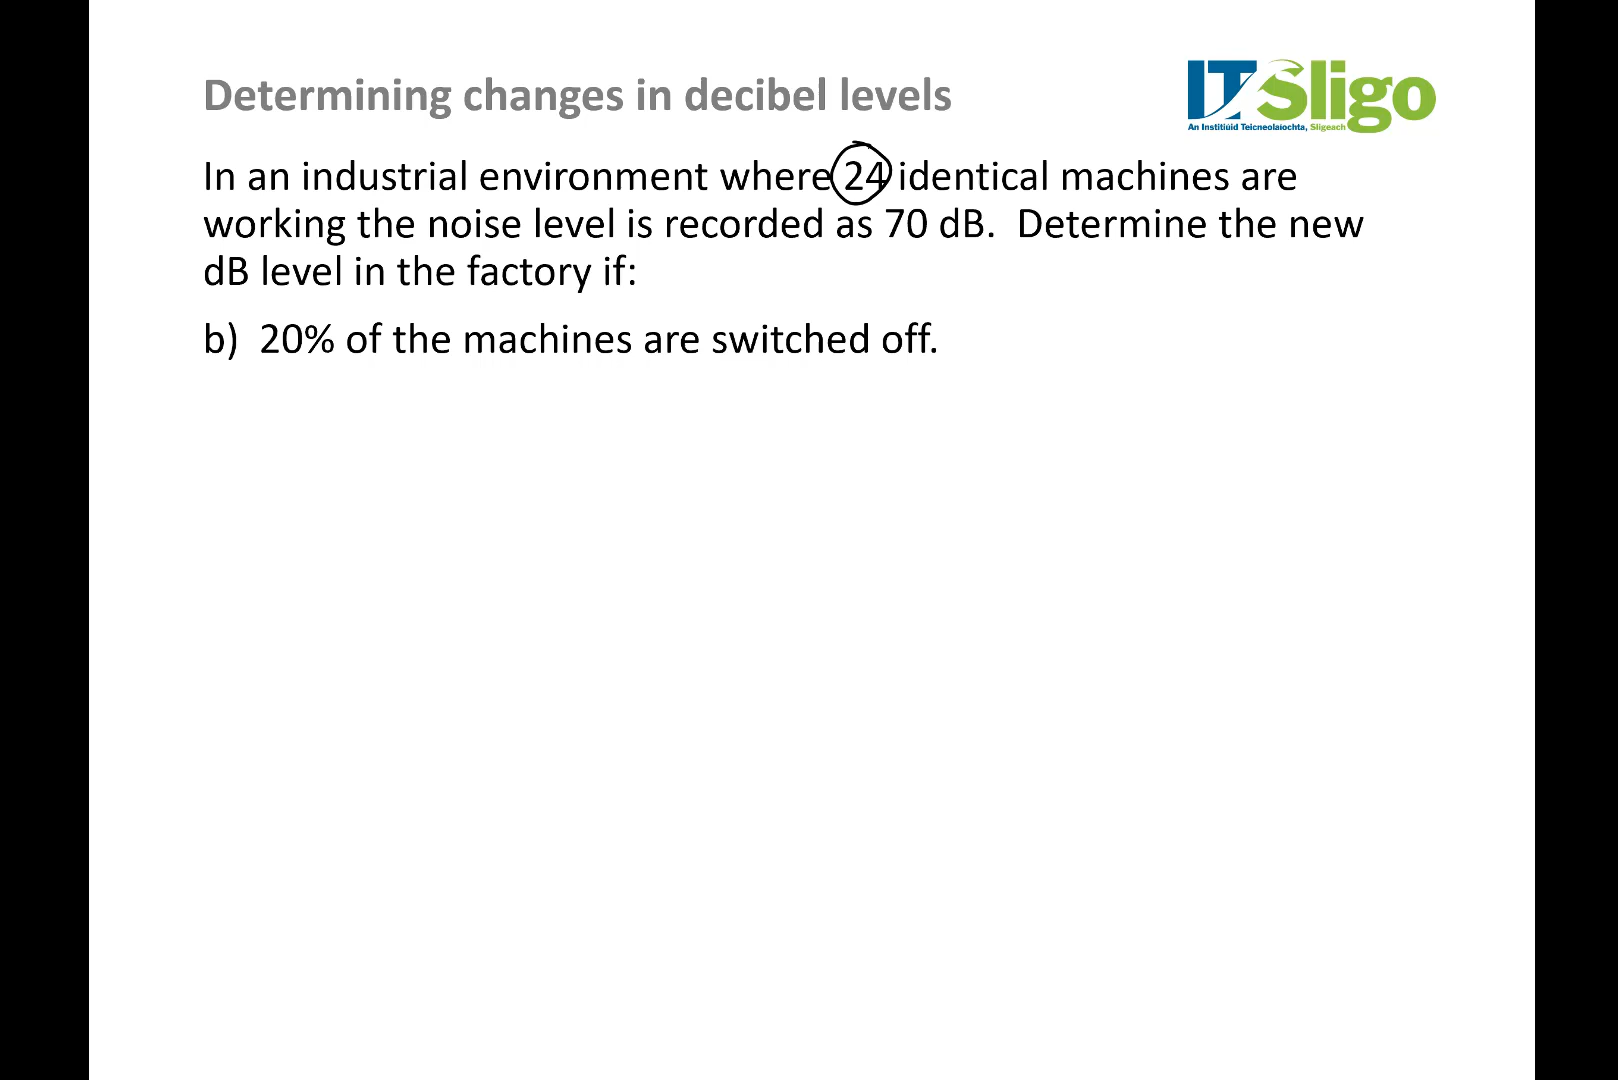 Determining changes in decibel levels
ITSligo
An Institiúid Teicneolaíochta, Sligeach
In an industrial environment where 24 identical machines are
working the noise level is recorded as 70 dB. Determine the new
dB level in the factory if:
b) 20% of the machines are switched off.